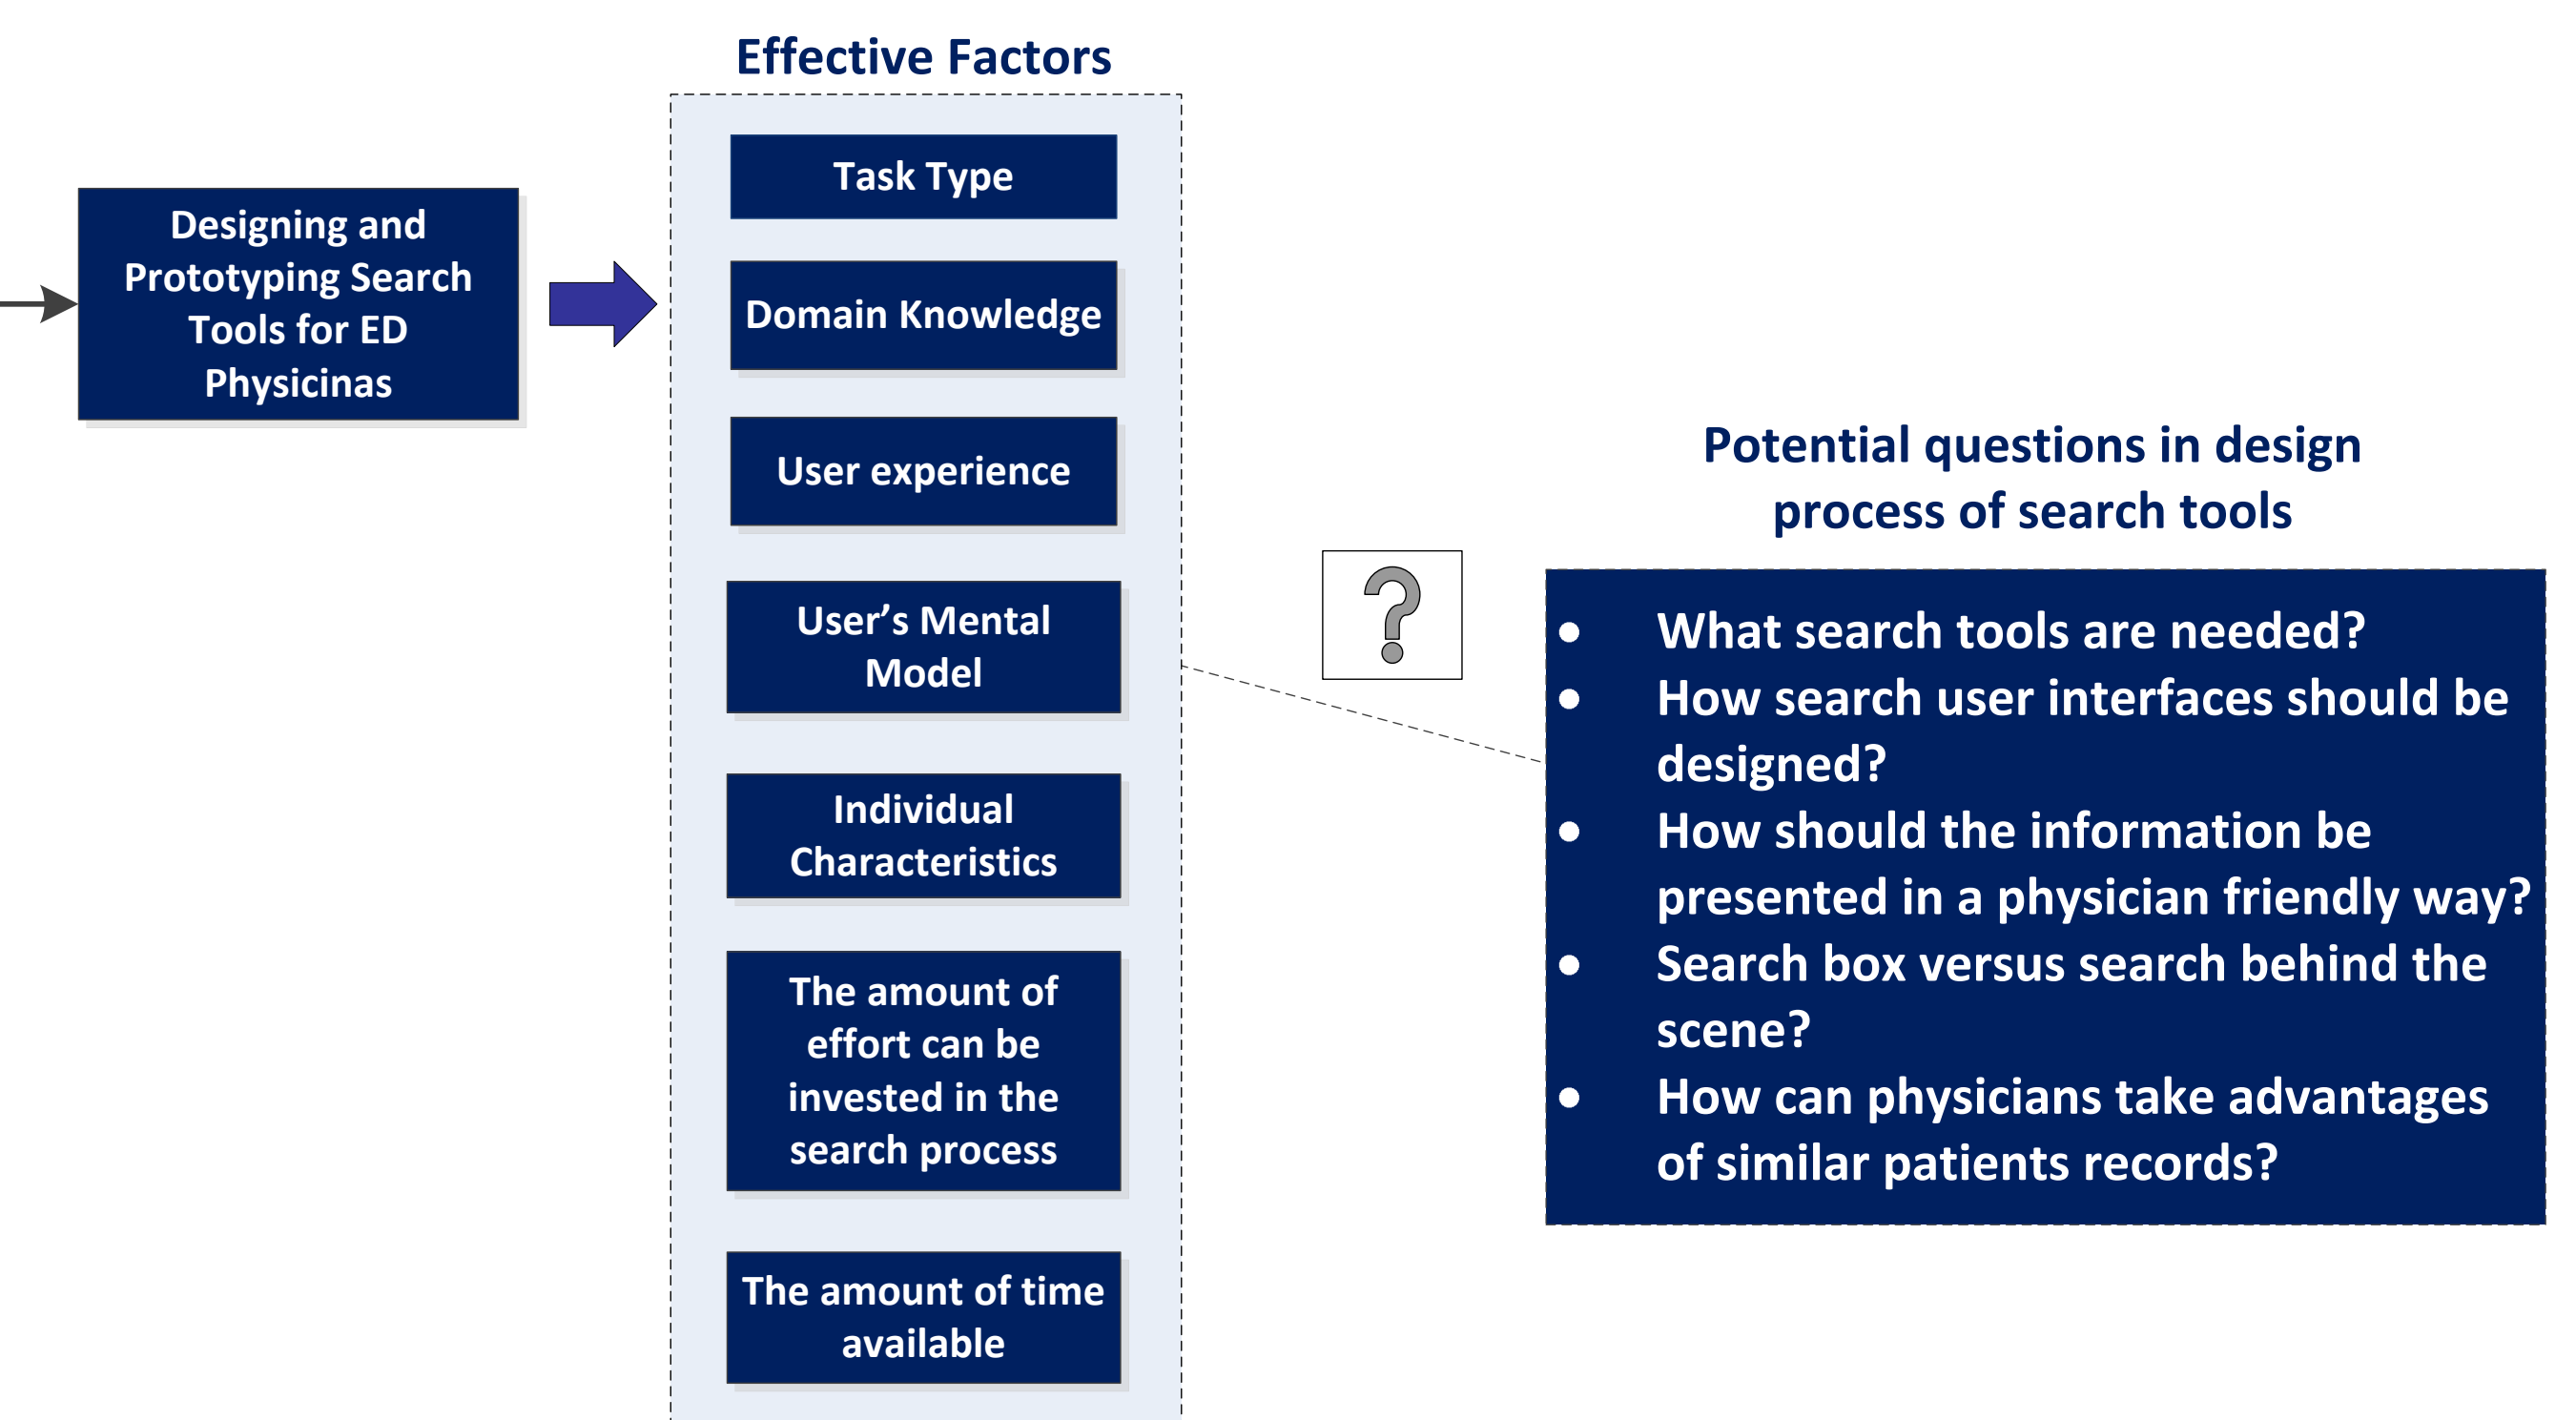 Effective Factors
Designing and
Prototyping Search
Tools for ED
Physicinas
Task Type
Domain Knowledge
User experience
User’s Mental
Model
Individual
Characteristics
The amount of
effort can be
invested in the
search process
The amount of time
available
Potential questions in design
process of search tools
?
• What search tools are needed?
• How search user interfaces should be
designed?
• How should the information be
presented in a physician friendly way?
• Search box versus search behind the
scene?
• How can physicians take advantages
of similar patients records?